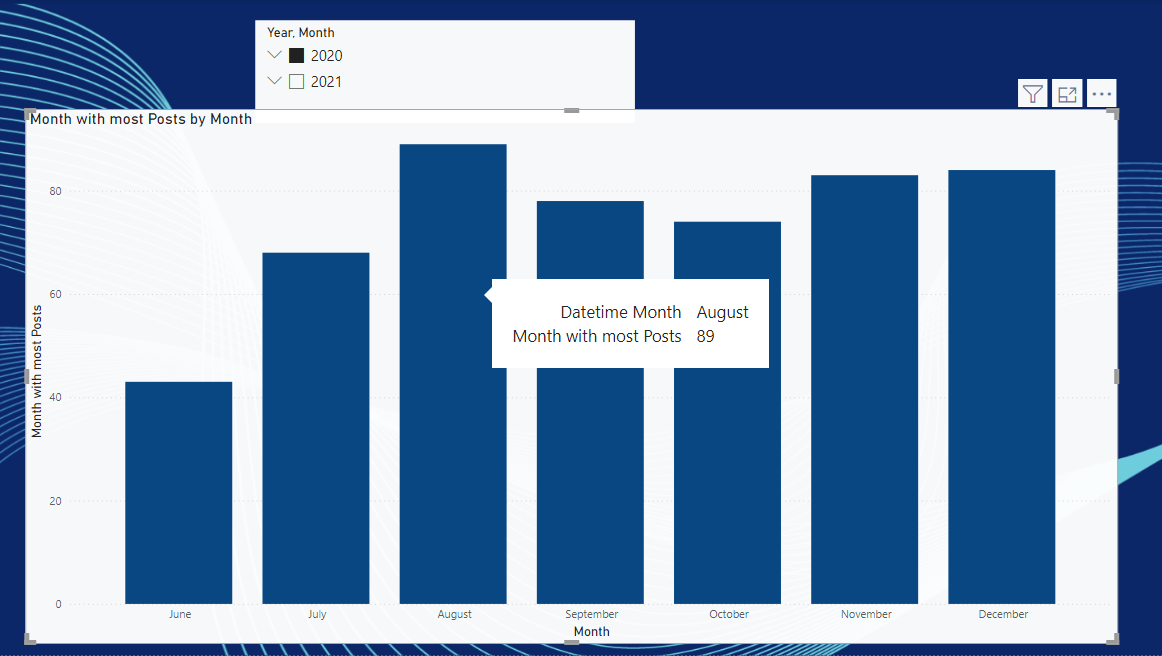 Year, Month
2020
2021
Month with most Posts by Month
Month with most Posts
80
60
40
20
0
Datetime Month August
Month with most Posts 89
June July August September October November December
Month